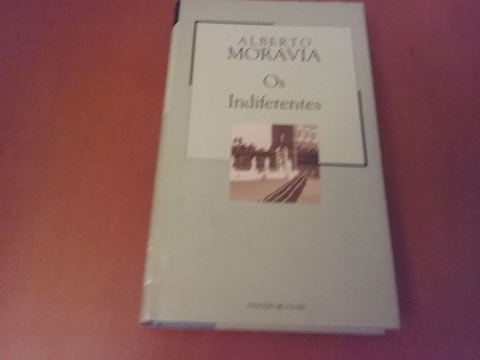 ALBERTO
MORAVIA
Os
Indiferentes